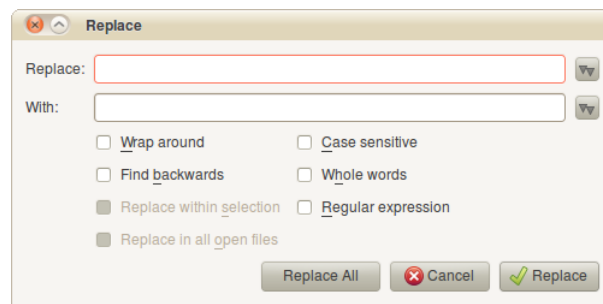 Replace
Replace:
With:
Wrap around Case sensitive
Find backwards Whole words
Replace within selection Regular expression
Replace in all open files
Replace All Cancel Replace